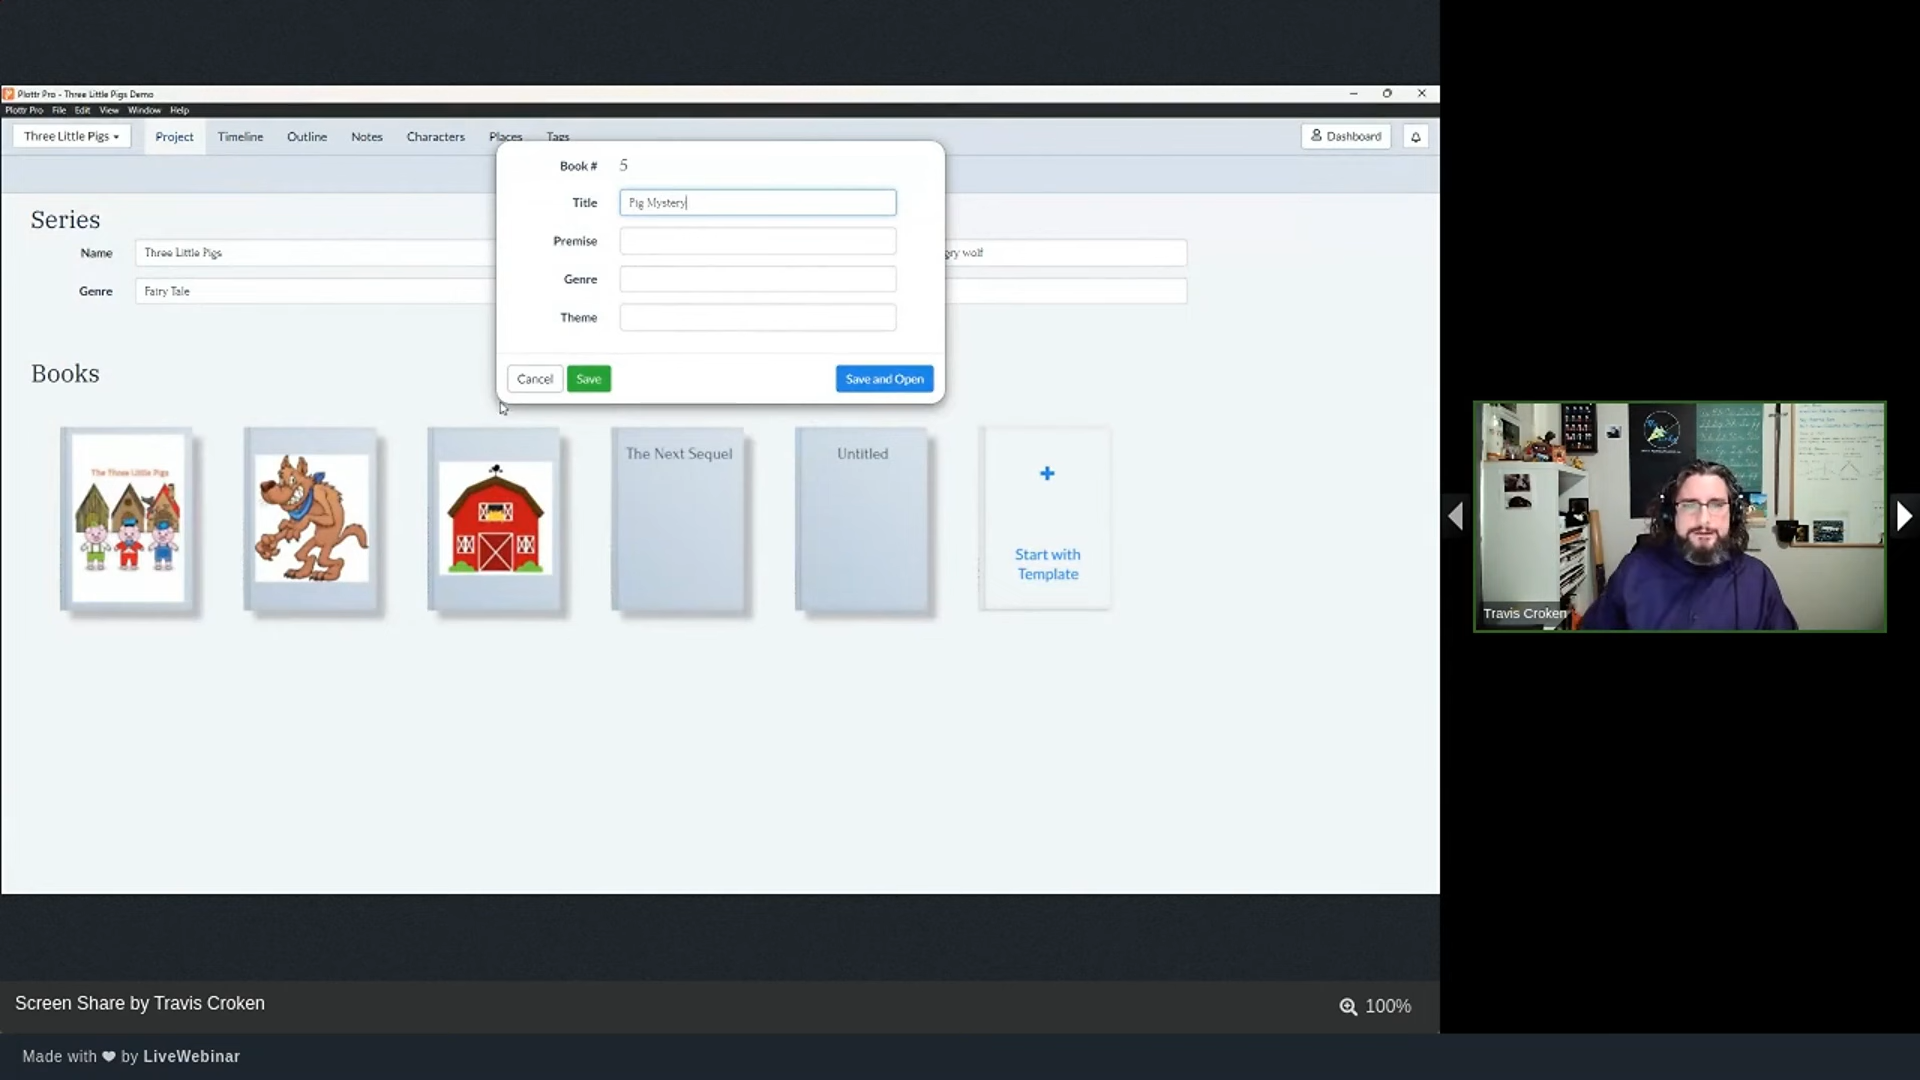 Plottr Pro - Three Little Pigs Demo
Plottr Pro File Edit View Window Help
Three Little Pigs
Project
Timeline
Outline
Notes
Characters
Places
Tags
Dashboard
Book # 5
Title Pig Mystery
Premise
Genre
Theme
Cancel
Save
Save and Open
Series
Name Three Little Pigs
gry wolf
Genre Fairy Tale
Books
The Three Little Pigs
The Next Sequel
Untitled
Start with
Template
Travis Croken
Screen Share by Travis Croken
100%
Made with ❤ by LiveWebinar